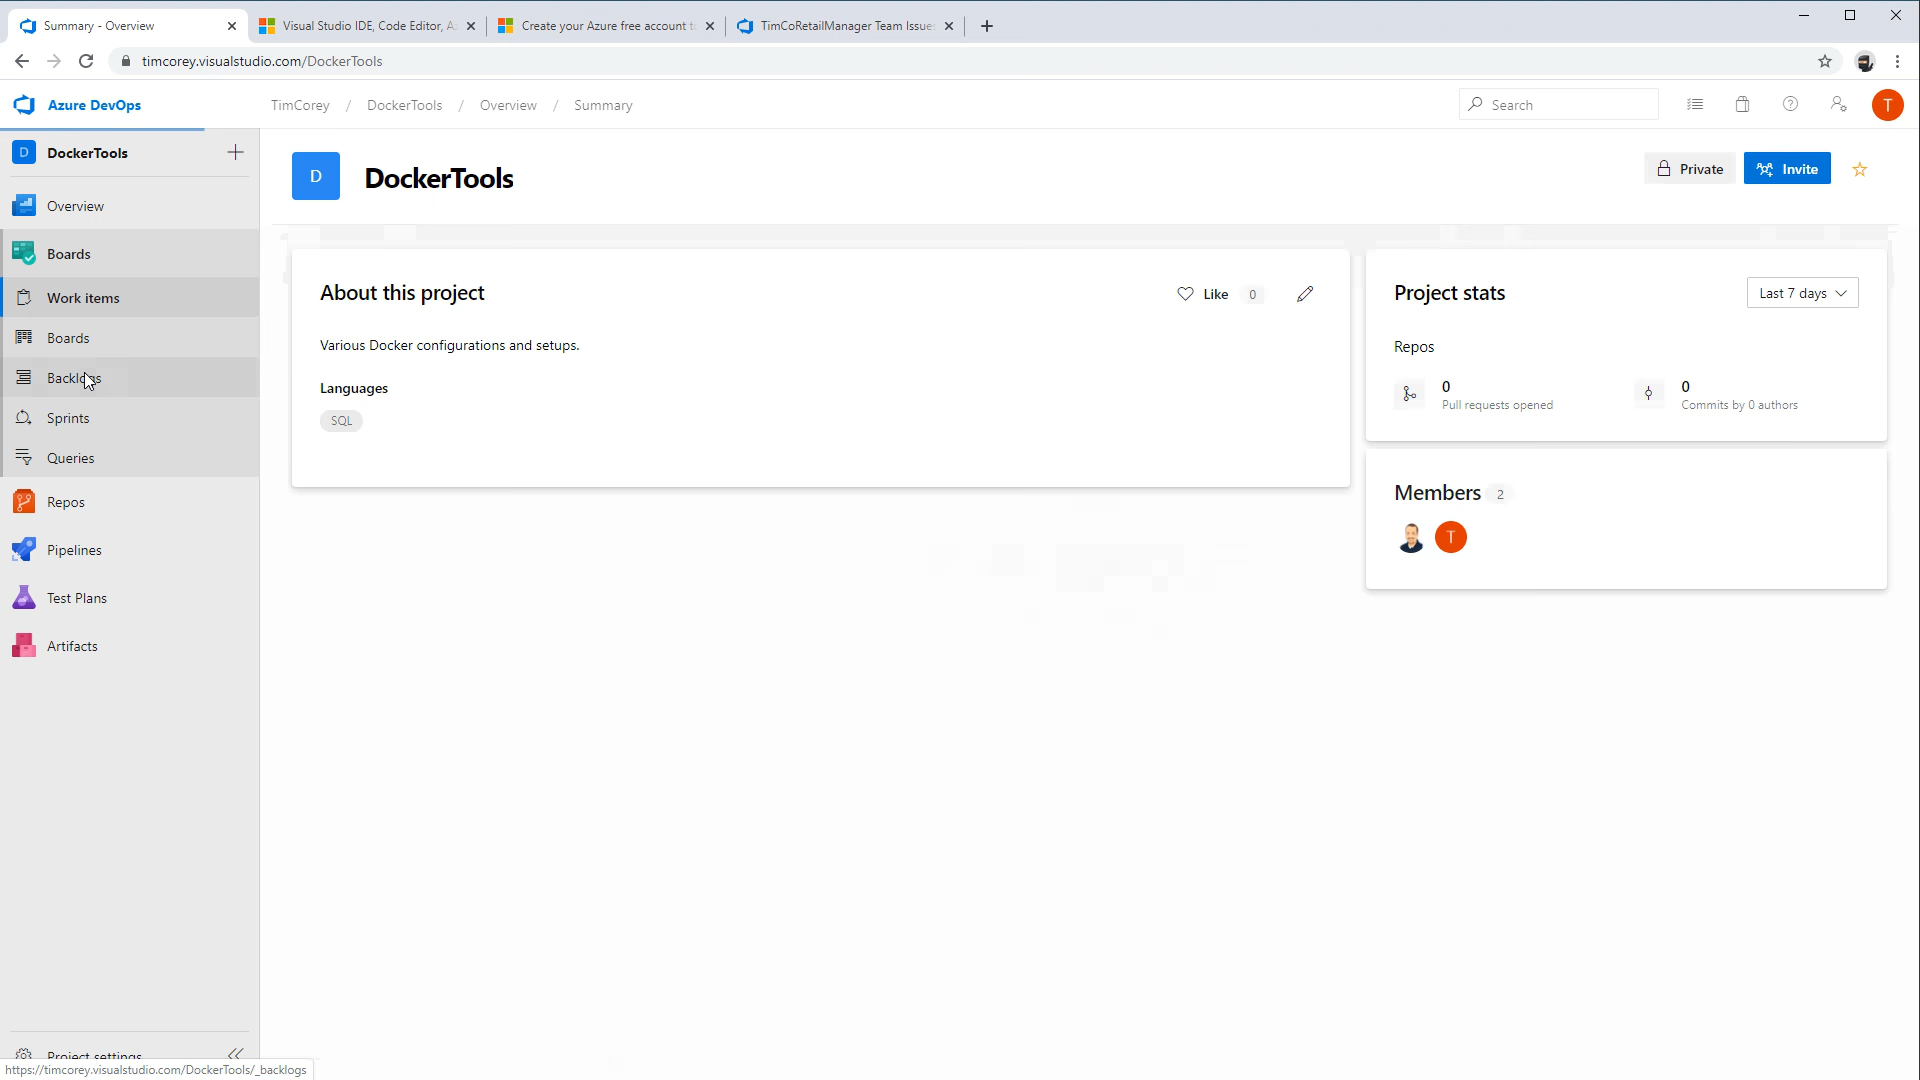 Summary - Overview
Visual Studio IDE, Code Editor, Az
Create your Azure free account to
TimCoRetailManager Team Issues
timcorey.visualstudio.com/DockerTools
Azure DevOps
TimCorey / DockerTools / Overview / Summary
Search
T
D DockerTools
Overview
Boards
Work items
Boards
Backlogs
Sprints
Queries
Repos
Pipelines
Test Plans
Artifacts
Project settings
https://timcorey.visualstudio.com/DockerTools/_backlogs
D
DockerTools
Private
Invite
About this project
Like 0
Various Docker configurations and setups.
Languages
SQL
Project stats
Last 7 days
Repos
0
Pull requests opened
0
Commits by 0 authors
Members 2
T